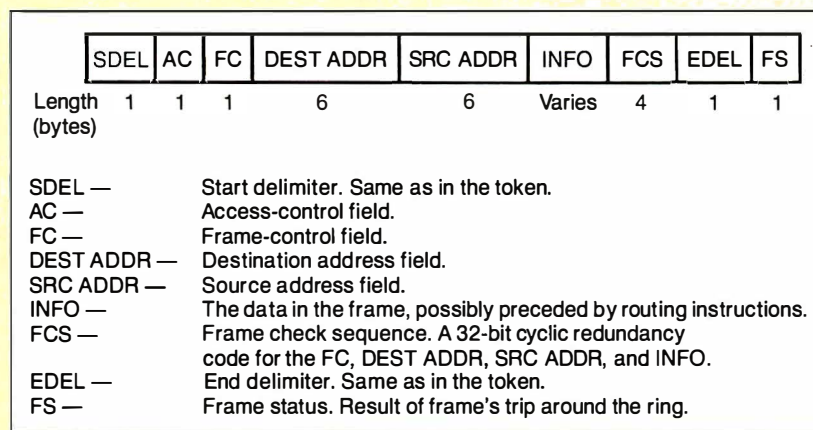 SDEL AC FC DEST ADDR SRC ADDR INFO FCS EDEL FS
Length 1 1 1 6 6 Varies 4 1 1
(bytes)
SDEL — Start delimiter. Same as in the token.
AC — Access-control field.
FC — Frame-control field.
DEST ADDR — Destination address field.
SRC ADDR — Source address field.
INFO — The data in the frame, possibly preceded by routing instructions.
FCS — Frame check sequence. A 32-bit cyclic redundancy
code for the FC, DEST ADDR, SRC ADDR, and INFO.
EDEL — End delimiter. Same as in the token.
FS — Frame status. Result of frame's trip around the ring.